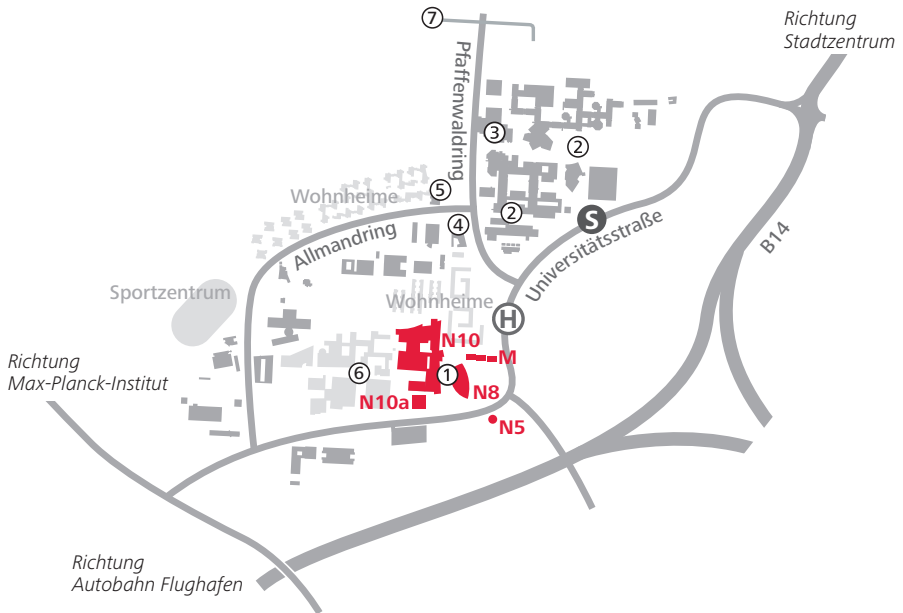 ⑦
Richtung
Stadtzentrum
Pfaffenwaldring
③
②
⑤
Wohnheime
②
S
④
Allmandring
Universitätsstraße
B14
Sportzentrum
Wohnheime
H
N10
M
Richtung
Max-Planck-Institut
⑥
①
N8
N10a
N5
Richtung
Autobahn Flughafen